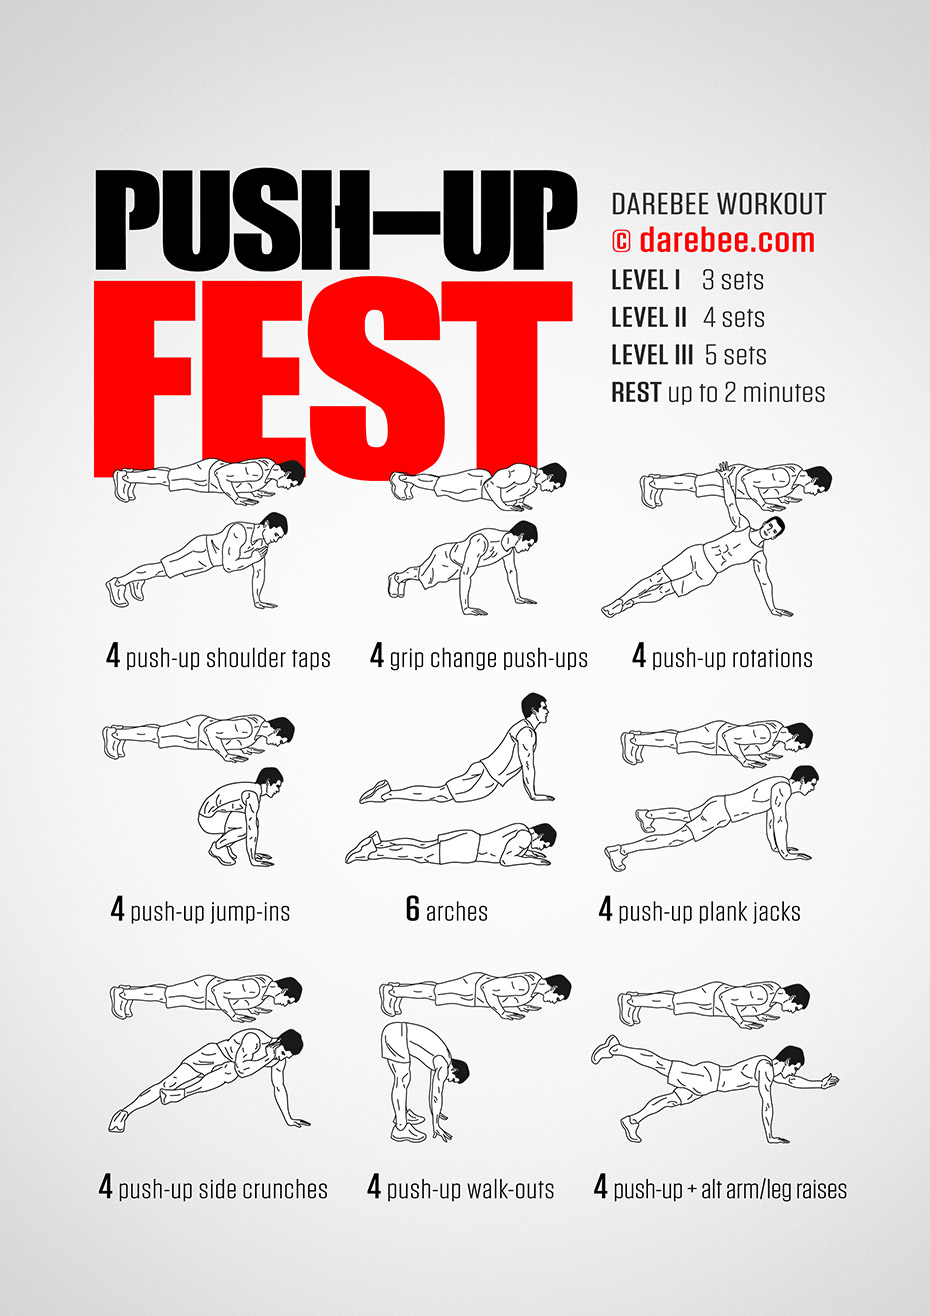 PUSH-UP
FEST
DAREBEE WORKOUT
© darebee.com
LEVEL I 3 sets
LEVEL II 4 sets
LEVEL III 5 sets
REST up to 2 minutes
4 push-up shoulder taps
4 grip change push-ups
4 push-up rotations
4 push-up jump-ins
6 arches
4 push-up plank jacks
4 push-up side crunches
4 push-up walk-outs
4 push-up + alt arm/leg raises